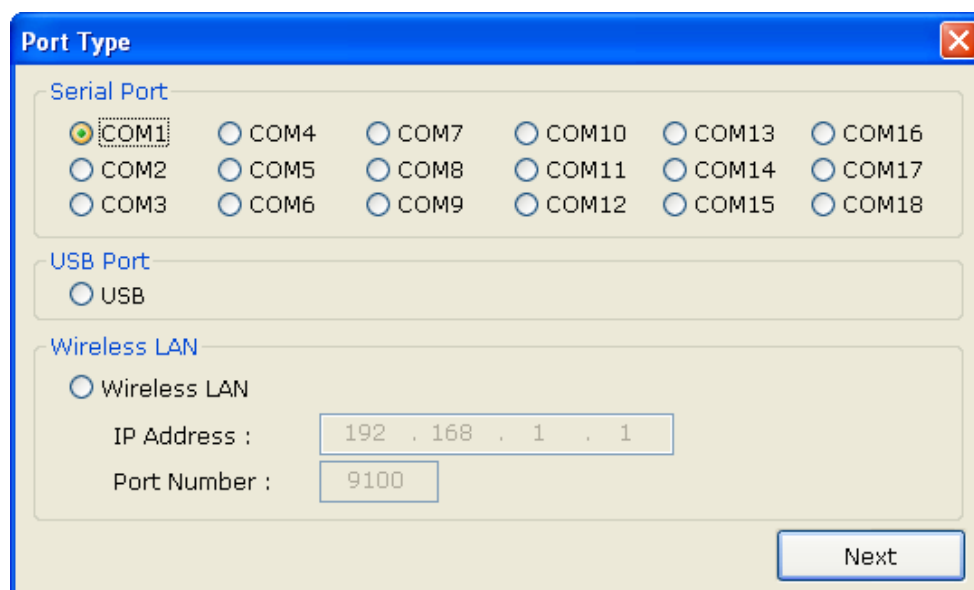 Port Type
Serial Port
COM1 COM4 COM7 COM10 COM13 COM16
COM2 COM5 COM8 COM11 COM14 COM17
COM3 COM6 COM9 COM12 COM15 COM18
USB Port
USB
Wireless LAN
Wireless LAN
IP Address : 192 . 168 . 1 . 1
Port Number : 9100
Next